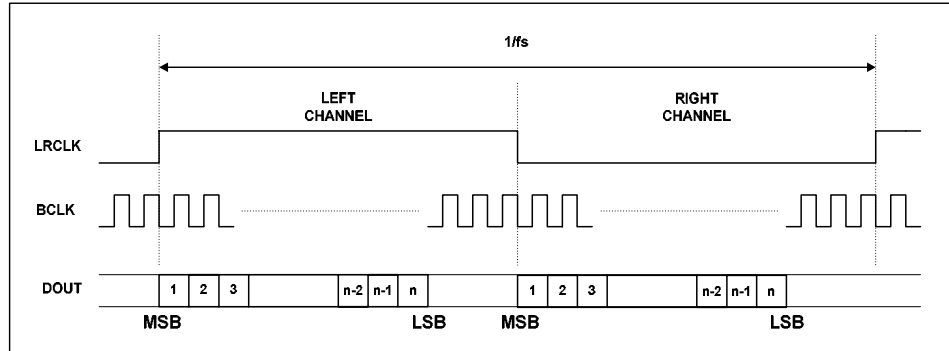 1/fs
LEFT
CHANNEL
RIGHT
CHANNEL
LRCLK
BCLK
DOUT
1 2 3 n-2 n-1 n 1 2 3 n-2 n-1 n
MSB LSB MSB LSB